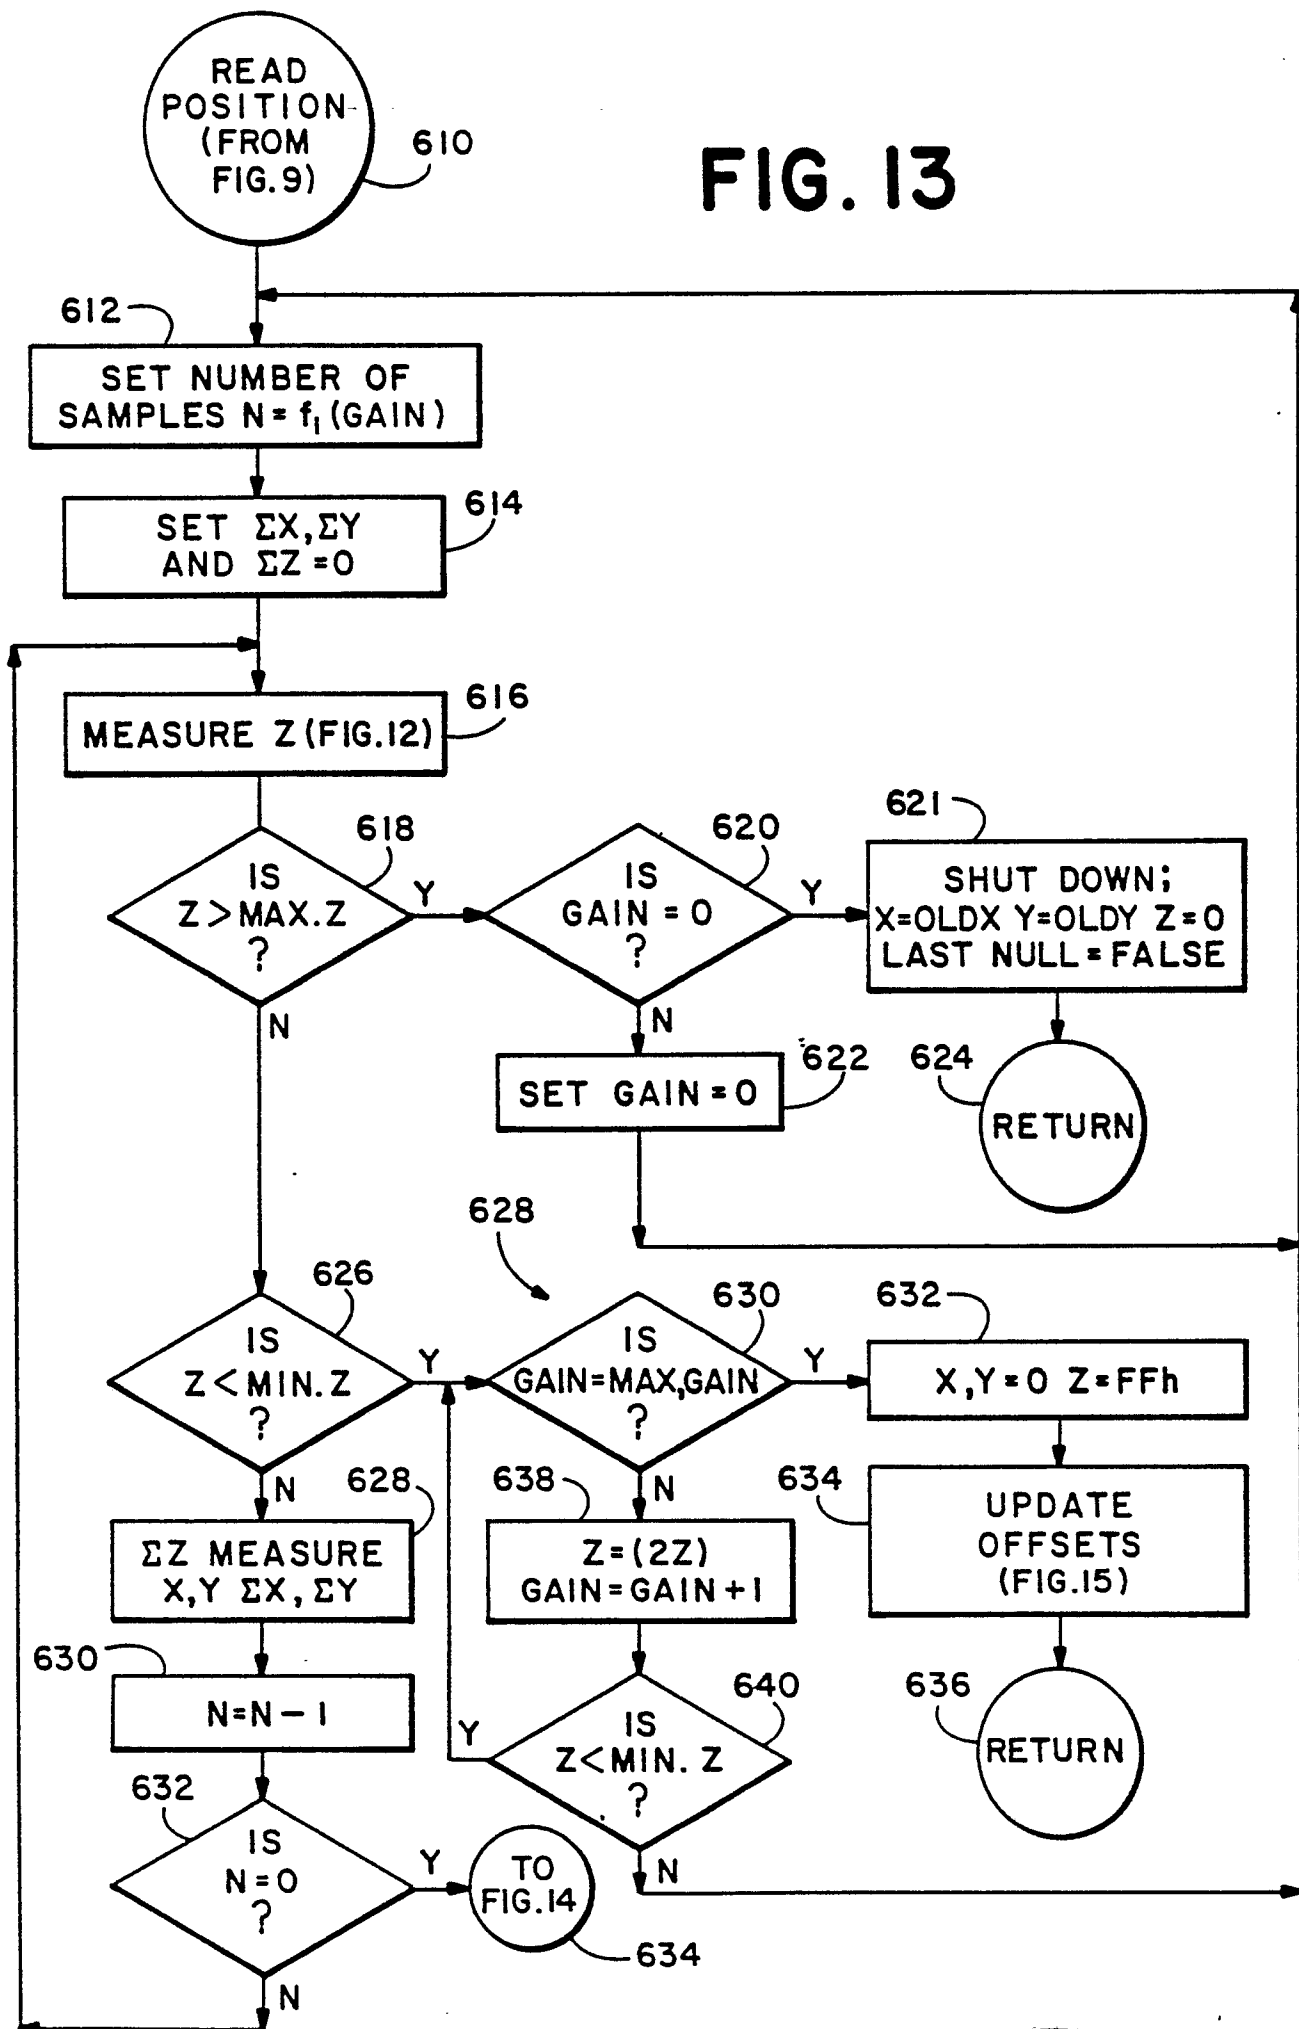 READ
POSITION
(FROM
FIG.9)
610
FIG. 13
612
SET NUMBER OF
SAMPLES N = f₁ (GAIN)
614
SET ΣX, ΣY
AND ΣZ = 0
616
MEASURE Z (FIG.12)
618
IS
Z > MAX. Z
?
Y
N
620
IS
GAIN = 0
?
Y
N
621
SHUT DOWN;
X=OLDX Y=OLDY Z=0
LAST NULL = FALSE
622
SET GAIN = 0
624
RETURN
628
626
IS
Z < MIN. Z
?
Y
N
630
IS
GAIN=MAX,GAIN
?
Y
N
632
X,Y=0 Z=FFh
634
UPDATE
OFFSETS
(FIG.15)
636
RETURN
628
ΣZ MEASURE
X,Y ΣX, ΣY
638
Z=(2Z)
GAIN=GAIN+1
630
N=N-1
640
IS
Z<MIN. Z
?
Y
N
632
IS
N=0
?
Y
N
TO
FIG.14
634